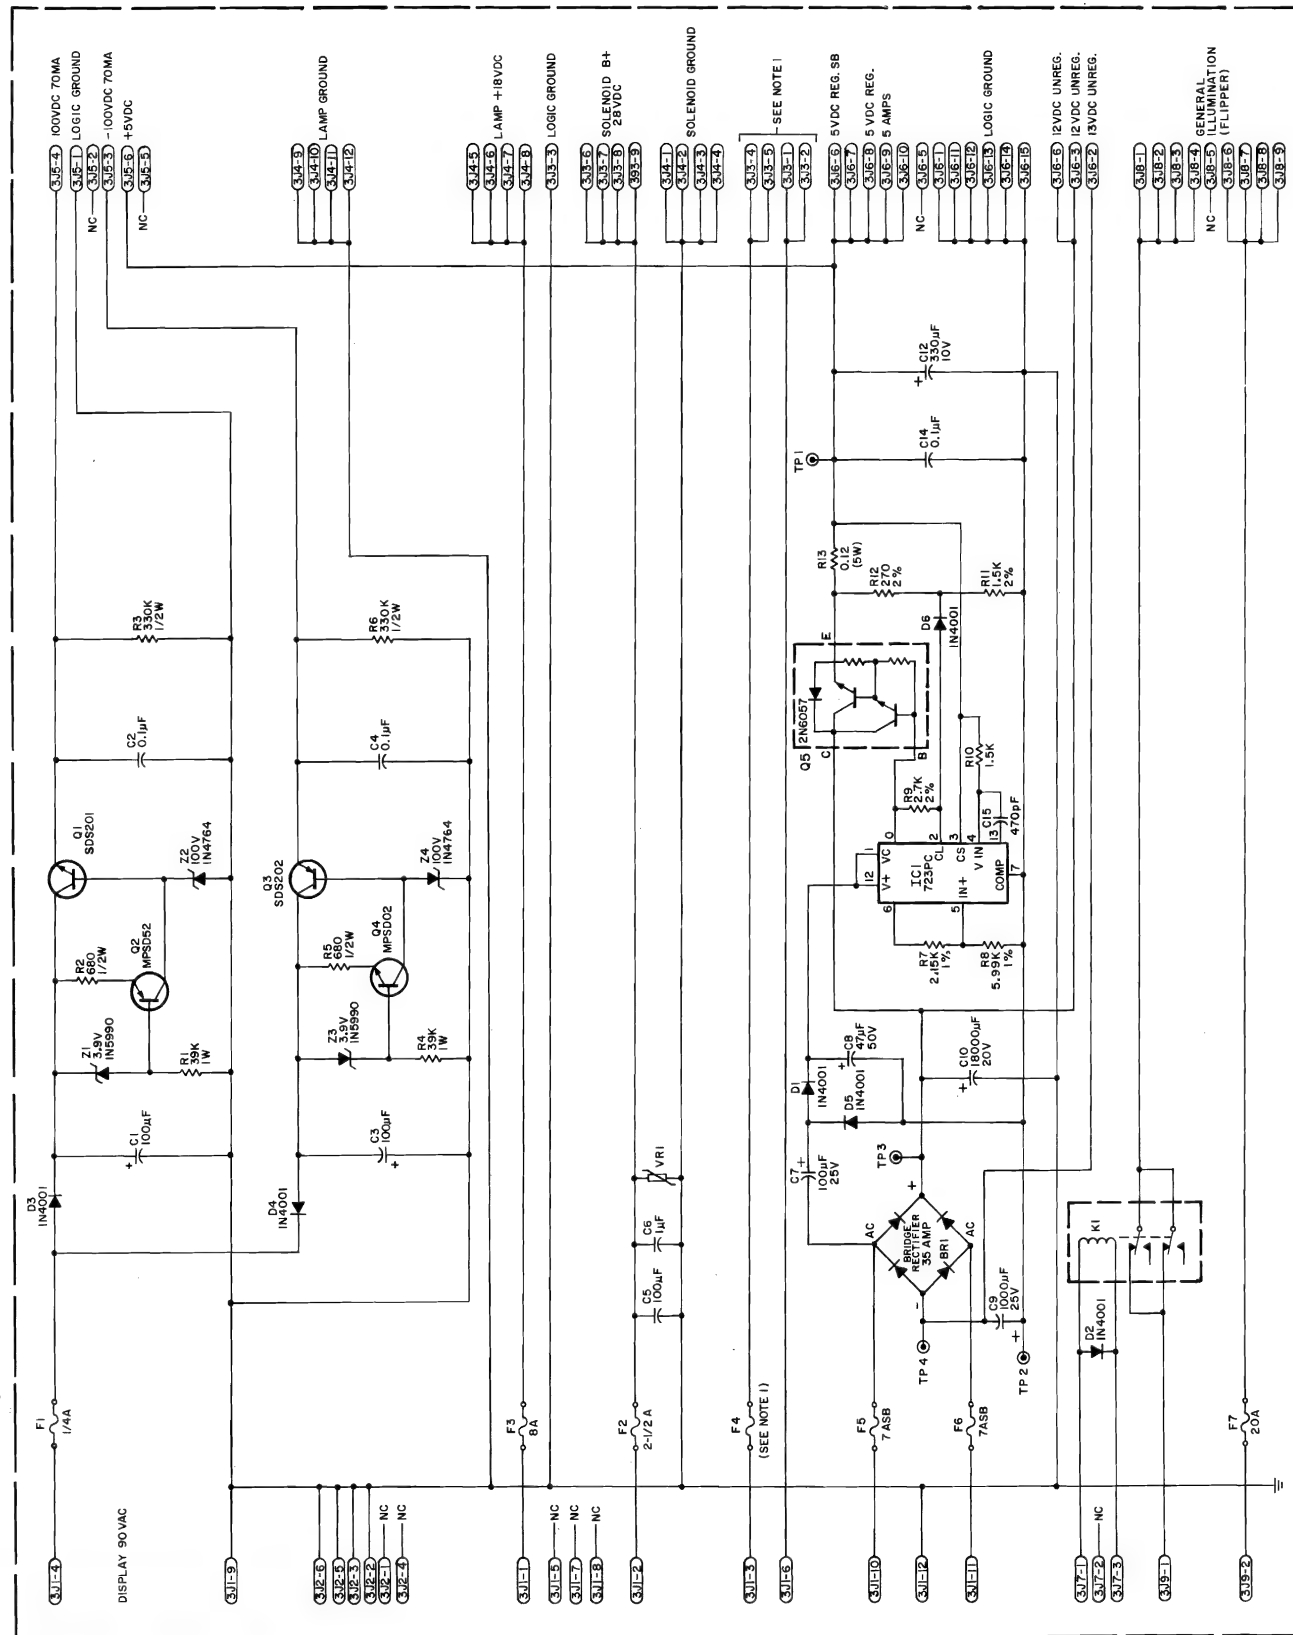 100VDC 70MA
LOGIC GROUND
-100VDC 70MA
+5VDC
3J5-4
3J5-1
NC 3J5-2
3J5-3
3J5-6
NC 3J5-5
LAMP GROUND
3J4-9
3J4-10
3J4-11
3J4-12
LAMP +18VDC
3J4-5
3J4-6
3J4-7
3J4-8
LOGIC GROUND
3J3-3
SOLENOID B+
28VDC
3J3-6
3J3-7
3J3-8
393-9
SOLENOID GROUND
3J4-1
3J4-2
3J4-3
3J4-4
SEE NOTE 1
3J3-4
3J3-5
3J3-1
3J3-2
5VDC REG. SB
5 VDC REG.
5 AMPS
3J6-6
3J6-7
3J6-8
3J6-9
3J6-10
NC 3J6-5
LOGIC GROUND
3J6-1
3J6-11
3J6-12
3J6-13
3J6-14
3J6-15
12VDC UNREG.
12VDC UNREG.
13VDC UNREG.
3J6-6
3J6-3
3J6-2
GENERAL
ILLUMINATION
(FLIPPER)
3J8-1
3J8-2
3J8-3
3J8-4
NC 3J8-5
3J8-6
3J8-7
3J8-8
3J8-9
R3
330K
1/2W
C2
0.1µF
Q1
SDS201
Z2
100V
1N4764
R2
680
1/2W
Q2
MPSD52
Z1
3.9V
1N5990
R1
39K
1W
C1
100µF
+
D3
1N4001
F1
1/4A
3J1-4
DISPLAY 90VAC
3J1-9
R6
330K
1/2W
C4
0.1µF
Q3
SDS202
Z4
100V
1N4764
R5
680
1/2W
Q4
MPSD02
Z3
3.9V
1N5990
R4
39K
1W
C3
100µF
+
D4
1N4001
3J2-6
3J2-5
3J2-3
3J2-2
3J2-1 NC
3J2-4 NC
F3
8A
3J1-1
3J1-5 NC
3J1-7 NC
3J1-8 NC
VR1
C6
1µF
C5
100µF
F2
2-1/2 A
3J1-2
F4
(SEE NOTE 1)
3J1-3
3J1-6
C12
330µF
10V
+
C14
0.1µF
TP1
R13
0.12
(5W)
R12
270
2%
R11
1.5K
2%
D6
1N4001
Q5
2N6057
E
C
B
R10
1.5K
R9
2.7K
2%
C15
470pF
IC1
723PC
V+
VC
CL
CS
V IN
IN+
COMP
12
1
0
2
3
4
13
7
6
5
R7
2.15K
1%
R8
5.99K
1%
C8
47µF
50V
+
D1
1N4001
D5
1N4001
C10
18000µF
20V
+
C7
100µF
25V
+
TP3
BRIDGE
RECTIFIER
35 AMP
BR1
AC
AC
+
-
C9
1000µF
25V
+
TP4
TP2
F5
7ASB
F6
7ASB
3J1-10
3J1-12
3J1-11
K1
D2
1N4001
3J7-1
3J7-2 NC
3J7-3
3J9-1
F7
20A
3J9-2